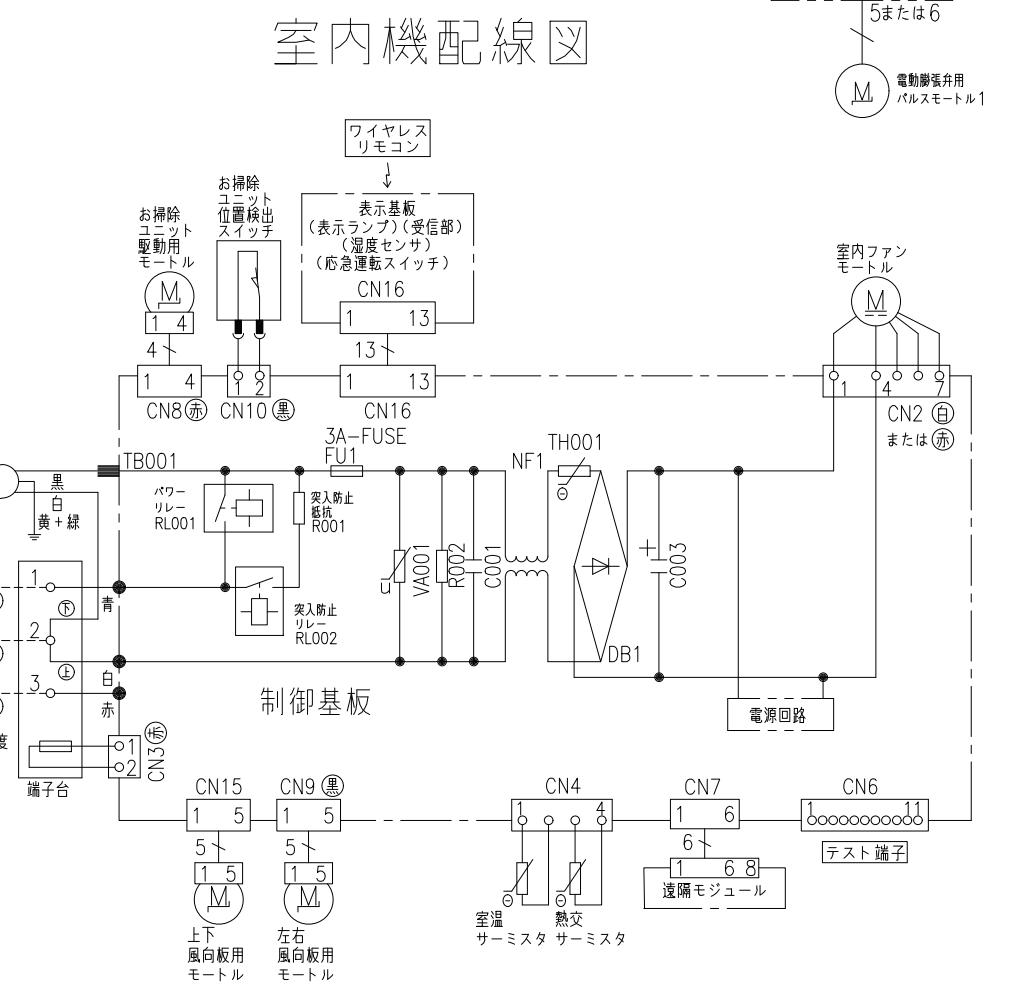 室内機配線図
5または6
M
電動膨張弁用
パルスモートル1
ワイヤレス
リモコン
表示基板
(表示ランプ)(受信部)
(湿度センサ)
(応急運転スイッチ)
CN16
1 13
13
1 13
CN16
お掃除
ユニット
位置検出
スイッチ
お掃除
ユニット
駆動用
モートル
M
1 4
4
1 4
CN8 赤
1 2
CN10 黒
室内ファン
モートル
M
1 4 7
CN2 白
または 赤
3A-FUSE
FU1
TB001
TH001
NF1
黒
白
黄+緑
パワー
リレー
RL001
突入防止
抵抗
R001
VA001
R002
C001
u
+
C003
DB1
1
下
青
2
上
白
3
赤
突入防止
リレー
RL002
制御基板
電源回路
度
1
2
CN3 赤
端子台
CN15
1 5
5
1 5
M
上下
風向板用
モートル
CN9 黒
1 5
5
1 5
M
左右
風向板用
モートル
CN4
1 4
室温
サーミスタ
熱交
サーミスタ
CN7
1 6
6
1 6 8
遠隔モジュール
CN6
1 11
テスト端子